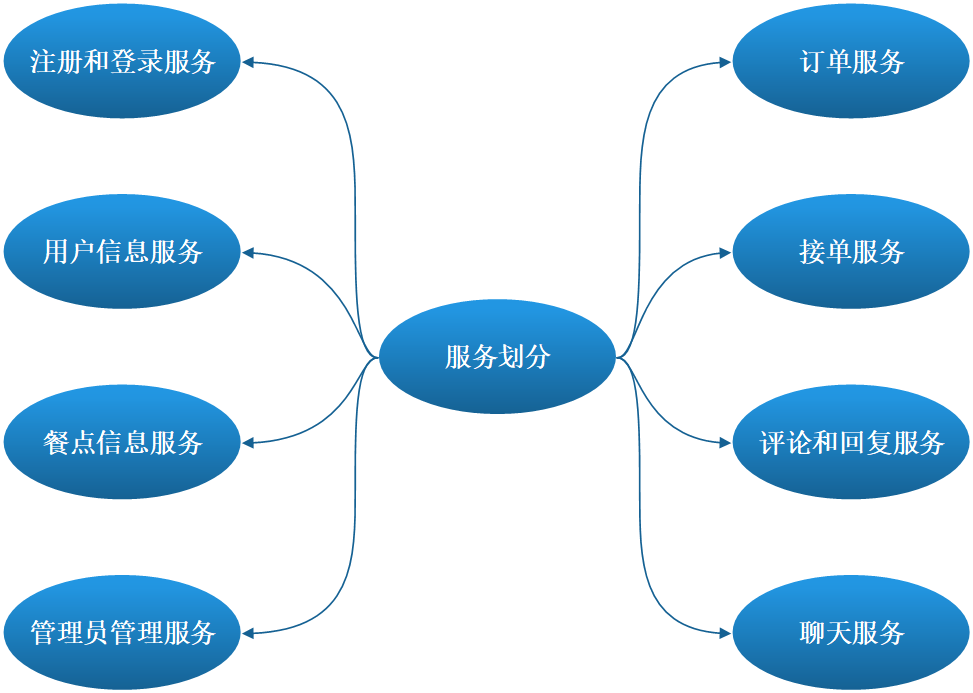 注册和登录服务
用户信息服务
餐点信息服务
管理员管理服务
服务划分
订单服务
接单服务
评论和回复服务
聊天服务